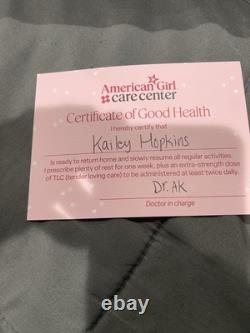 American Girl
care center
Certificate of Good Health
I hereby certify that
Kailey Hopkins
is ready to return home and slowly resume all regular activities.
I prescribe plenty of rest for one week, plus an extra-strength dose
of TLC (tender loving care) to be administered at least twice daily.
Dr. AK
Doctor in charge
ebay